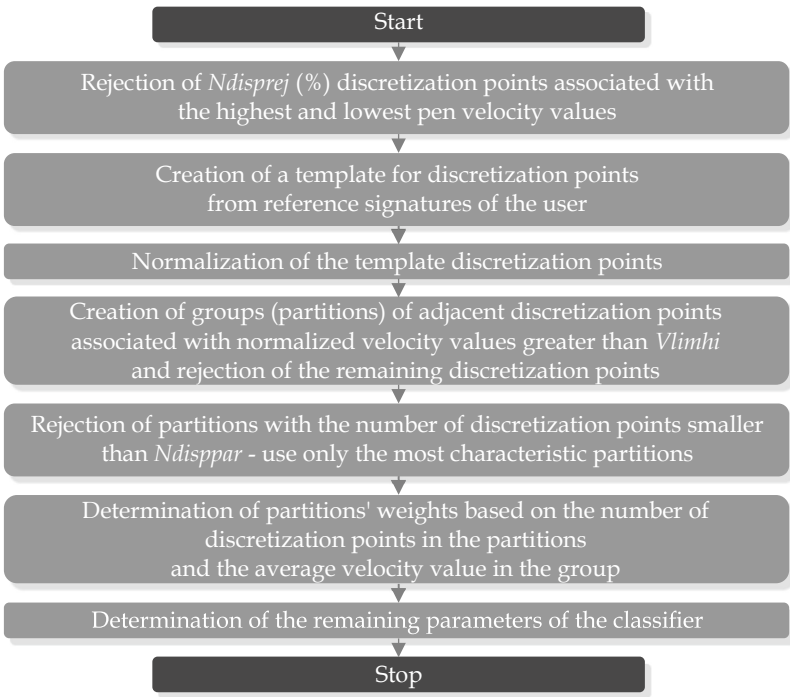 Start
Rejection of Ndisprej (%) discretization points associated with
the highest and lowest pen velocity values
Creation of a template for discretization points
from reference signatures of the user
Normalization of the template discretization points
Creation of groups (partitions) of adjacent discretization points
associated with normalized velocity values greater than Vlimhi
and rejection of the remaining discretization points
Rejection of partitions with the number of discretization points smaller
than Ndisppar - use only the most characteristic partitions
Determination of partitions' weights based on the number of
discretization points in the partitions
and the average velocity value in the group
Determination of the remaining parameters of the classifier
Stop